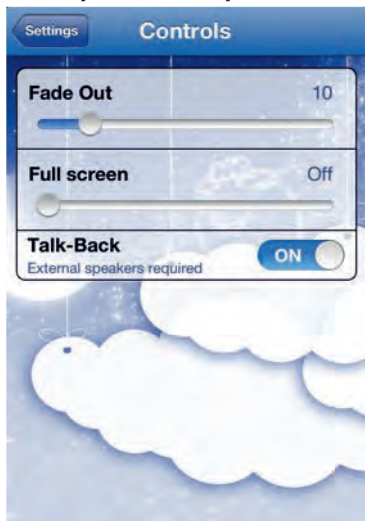 Settings
Controls
Fade Out
10
Full screen
Off
Talk-Back
ON
External speakers required